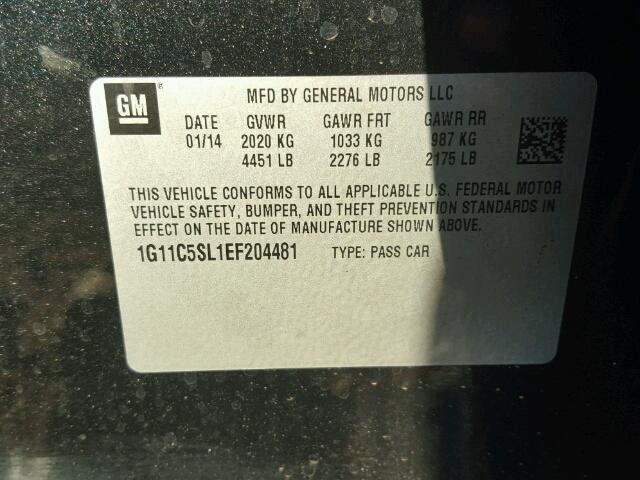 GM ®
MFD BY GENERAL MOTORS LLC
DATE GVWR GAWR FRT GAWR RR
01/14 2020 KG 1033 KG 987 KG
4451 LB 2276 LB 2175 LB
THIS VEHICLE CONFORMS TO ALL APPLICABLE U.S. FEDERAL MOTOR
VEHICLE SAFETY, BUMPER, AND THEFT PREVENTION STANDARDS IN
EFFECT ON THE DATE OF MANUFACTURE SHOWN ABOVE.
1G11C5SL1EF204481 TYPE: PASS CAR